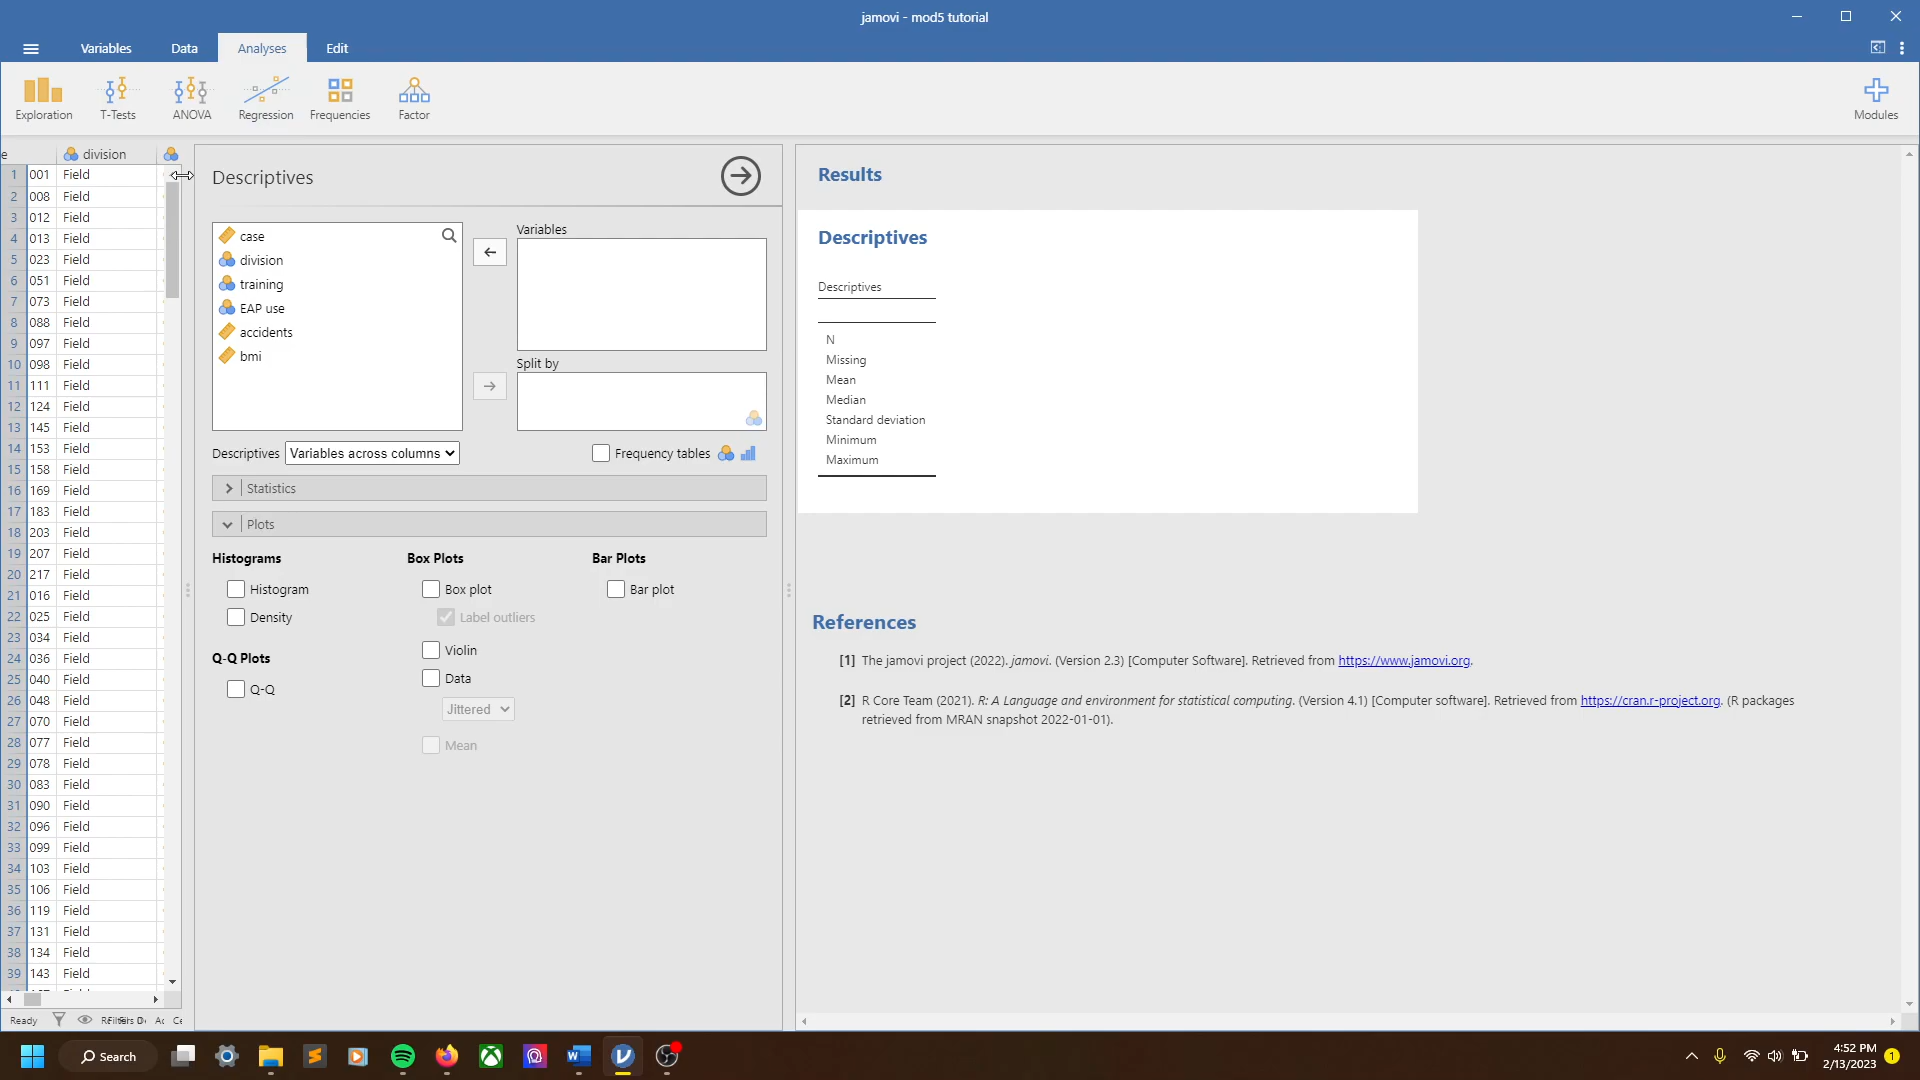 jamovi - mod5 tutorial
Variables Data Analyses Edit
Exploration T-Tests ANOVA Regression Frequencies Factor Modules
e division
1 001 Field
2 008 Field
3 012 Field
4 013 Field
5 023 Field
6 051 Field
7 073 Field
8 088 Field
9 097 Field
10 098 Field
11 111 Field
12 124 Field
13 145 Field
14 153 Field
15 158 Field
16 169 Field
17 183 Field
18 203 Field
19 207 Field
20 217 Field
21 016 Field
22 025 Field
23 034 Field
24 036 Field
25 040 Field
26 048 Field
27 070 Field
28 077 Field
29 078 Field
30 083 Field
31 090 Field
32 096 Field
33 099 Field
34 103 Field
35 106 Field
36 119 Field
37 131 Field
38 134 Field
39 143 Field
Ready
Descriptives
case
division
training
EAP use
accidents
bmi
Variables
Split by
Descriptives Variables across columns Frequency tables
Statistics
Plots
Histograms Box Plots Bar Plots
Histogram Box plot Bar plot
Density Label outliers
Violin
Q-Q Plots
Data
Q-Q
Jittered
Mean
Results
Descriptives
Descriptives
N
Missing
Mean
Median
Standard deviation
Minimum
Maximum
References
[1] The jamovi project (2022). jamovi. (Version 2.3) [Computer Software]. Retrieved from https://www.jamovi.org.
[2] R Core Team (2021). R: A Language and environment for statistical computing. (Version 4.1) [Computer software]. Retrieved from https://cran.r-project.org. (R packages
retrieved from MRAN snapshot 2022-01-01).
Search
4:52 PM
2/13/2023
1